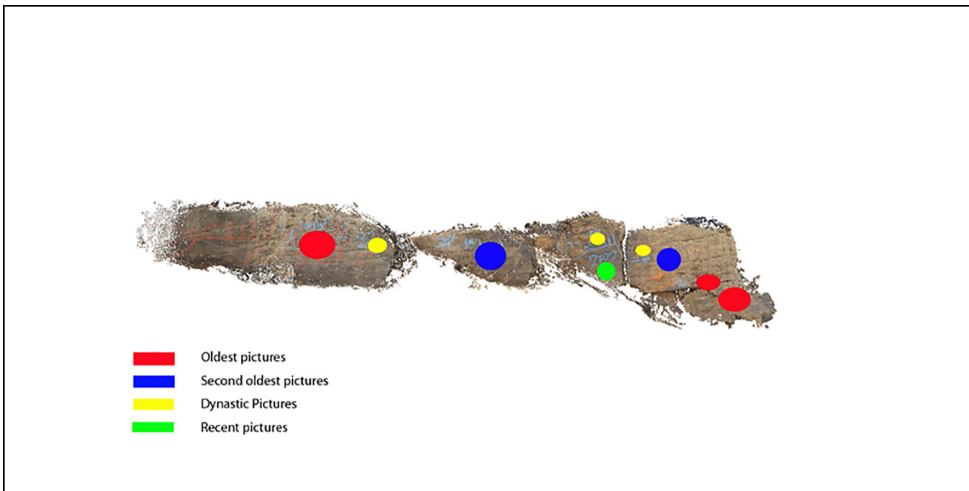 Oldest pictures
Second oldest pictures
Dynastic Pictures
Recent pictures